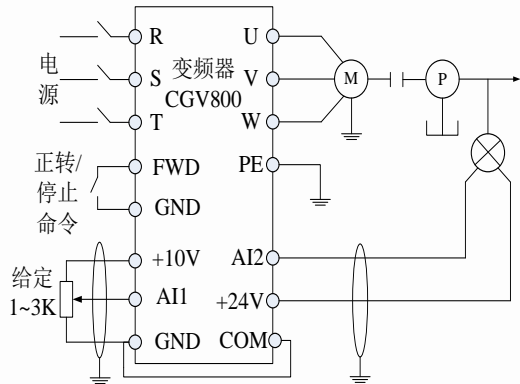 电
源
R
S
T
变频器
CGV800
U
V
W
M
P
正转/
停止
命令
FWD
GND
PE
给定
1~3K
+10V
AI1
GND
AI2
+24V
COM